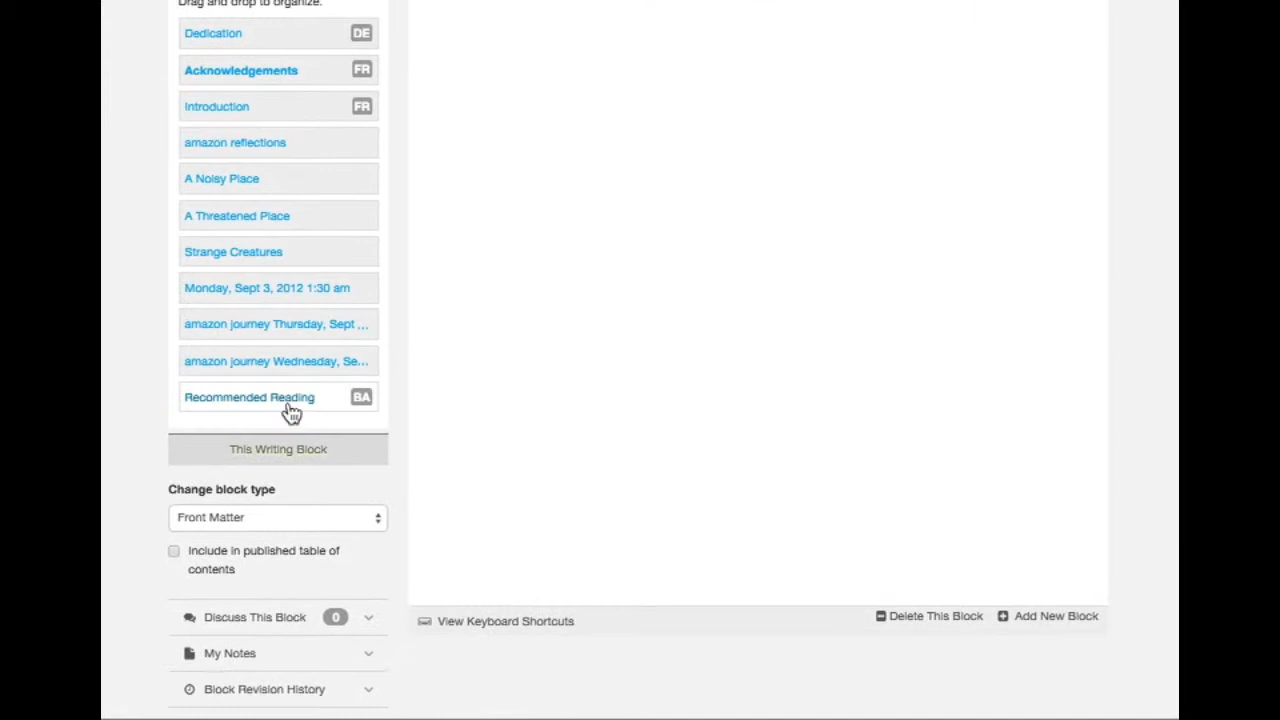 Drag and drop to organize.
Dedication DE
Acknowledgements FR
Introduction FR
amazon reflections
A Noisy Place
A Threatened Place
Strange Creatures
Monday, Sept 3, 2012 1:30 am
amazon journey Thursday, Sept ...
amazon journey Wednesday, Se...
Recommended Reading BA
This Writing Block
Change block type
Front Matter
Include in published table of
contents
Discuss This Block 0
My Notes
Block Revision History
View Keyboard Shortcuts
Delete This Block
Add New Block